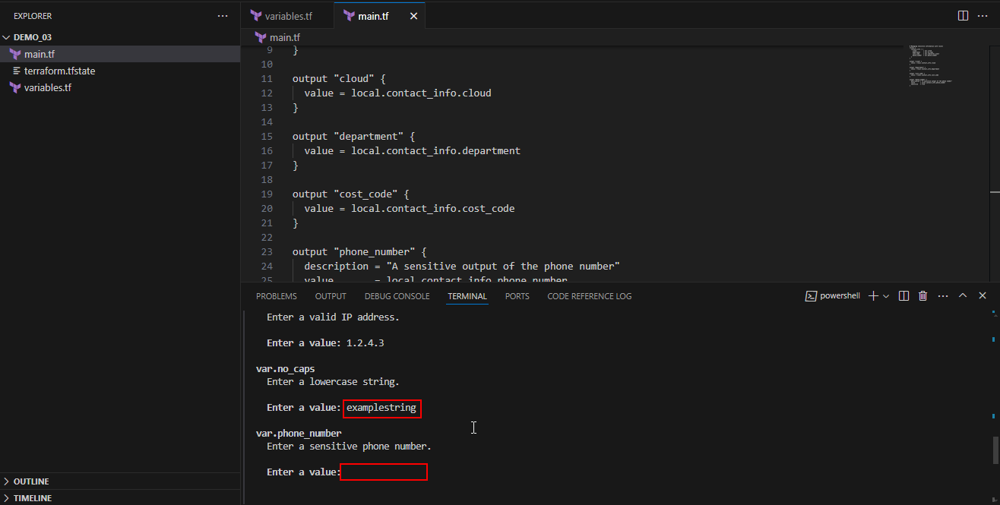 EXPLORER
DEMO_03
main.tf
terraform.tfstate
variables.tf
OUTLINE
TIMELINE
variables.tf
main.tf
main.tf
9 }
10
11 output "cloud" {
12 value = local.contact_info.cloud
13 }
14
15 output "department" {
16 value = local.contact_info.department
17 }
18
19 output "cost_code" {
20 value = local.contact_info.cost_code
21 }
22
23 output "phone_number" {
24 description = "A sensitive output of the phone number"
25 value = local.contact_info.phone_number
PROBLEMS OUTPUT DEBUG CONSOLE TERMINAL PORTS CODE REFERENCE LOG
powershell
Enter a valid IP address.
Enter a value: 1.2.4.3
var.no_caps
Enter a lowercase string.
Enter a value: examplestring
var.phone_number
Enter a sensitive phone number.
Enter a value: